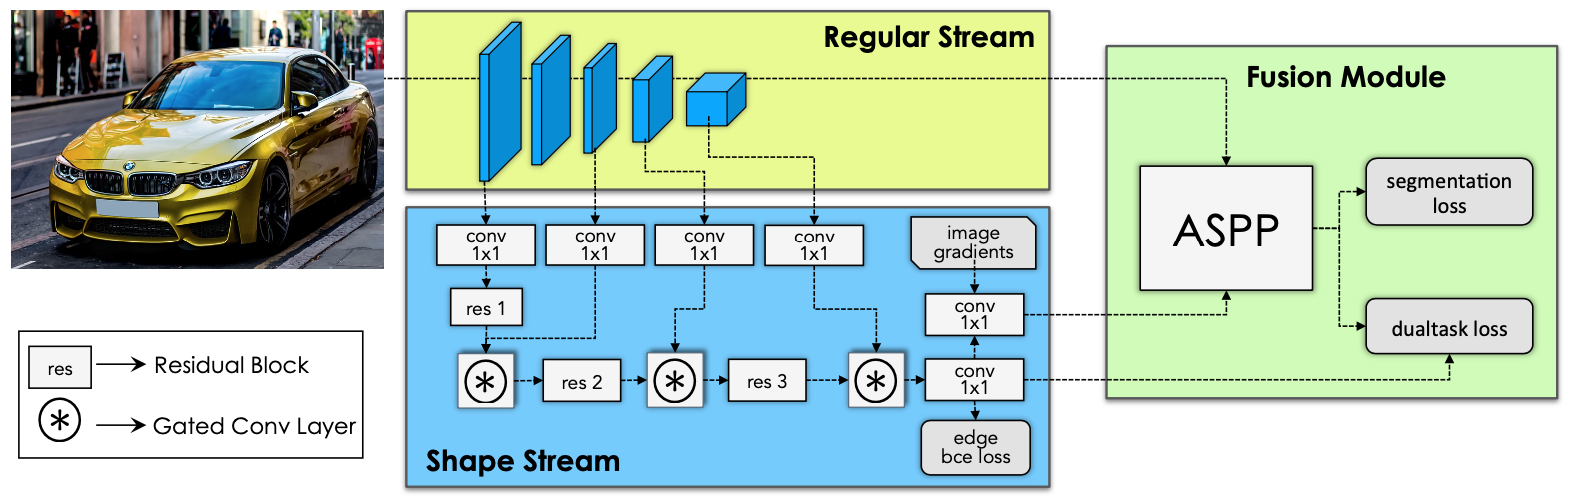 Regular Stream
Fusion Module
conv
1x1
conv
1x1
conv
1x1
conv
1x1
image
gradients
res 1
conv
1x1
res 2
res 3
conv
1x1
edge
bce loss
Shape Stream
ASPP
segmentation
loss
dualtask loss
res
Residual Block
Gated Conv Layer